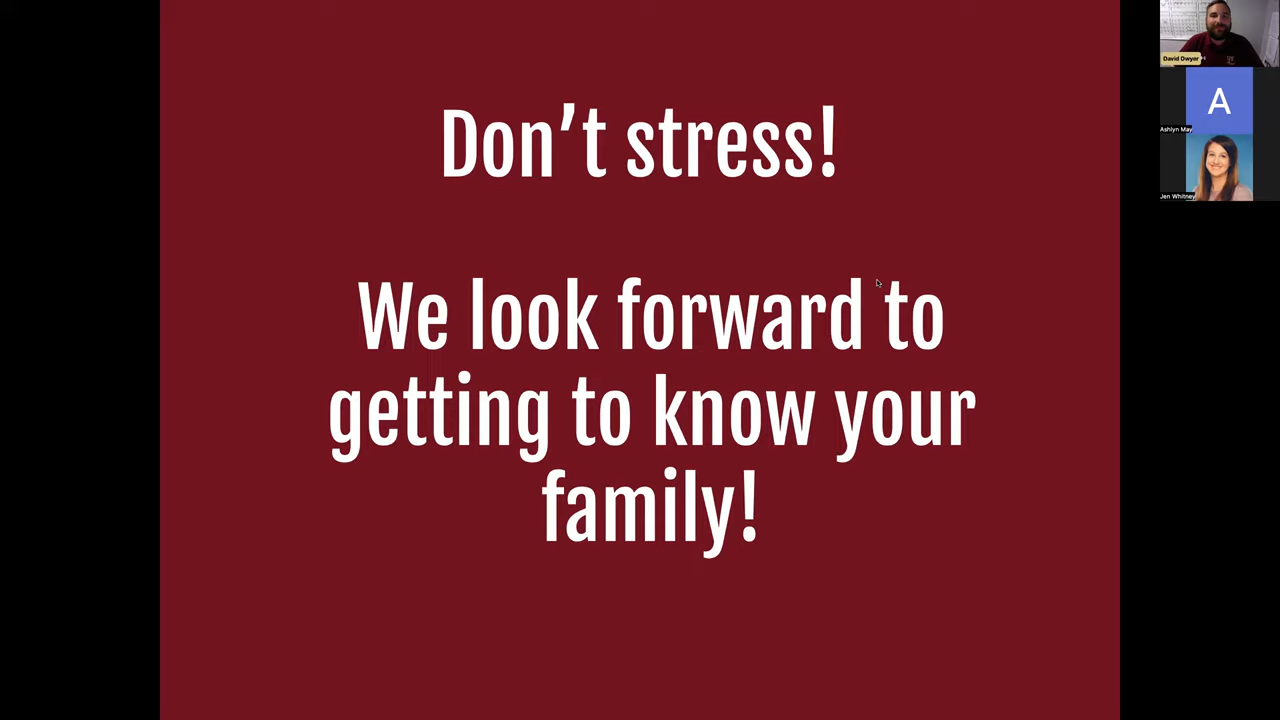 Don’t stress!
We look forward to
getting to know your
family!
David Dwyer
A
Ashlyn May
Jen Whitney